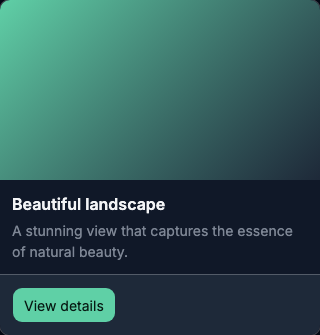 Beautiful landscape
A stunning view that captures the essence
of natural beauty.
View details